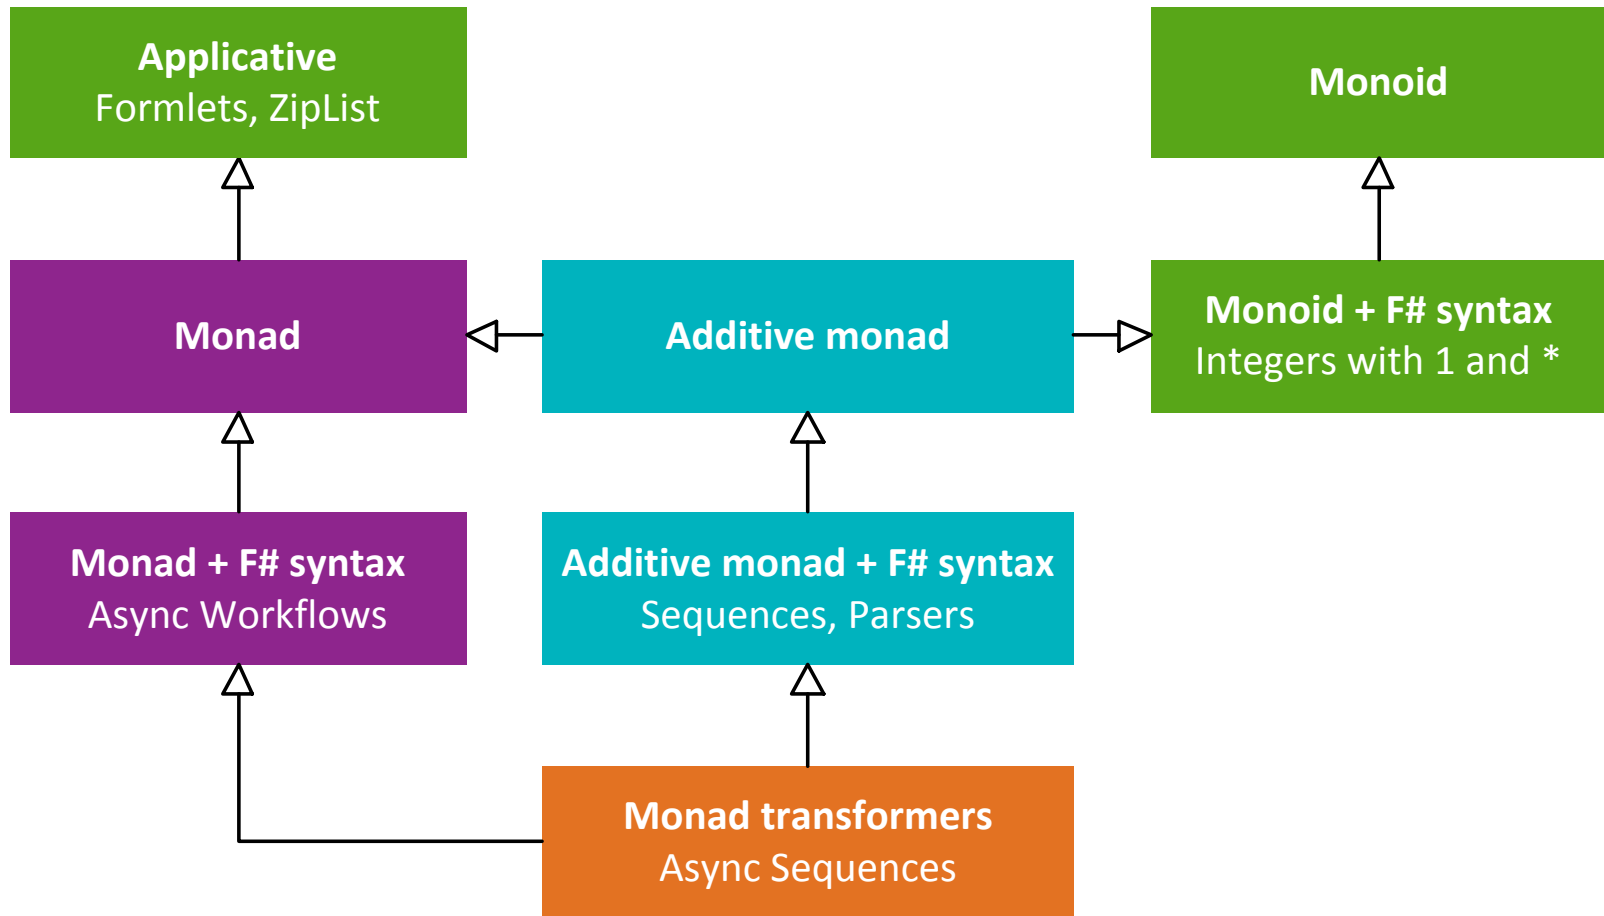 Applicative
Formlets, ZipList
Monoid
Monad
Additive monad
Monoid + F# syntax
Integers with 1 and *
Monad + F# syntax
Async Workflows
Additive monad + F# syntax
Sequences, Parsers
Monad transformers
Async Sequences